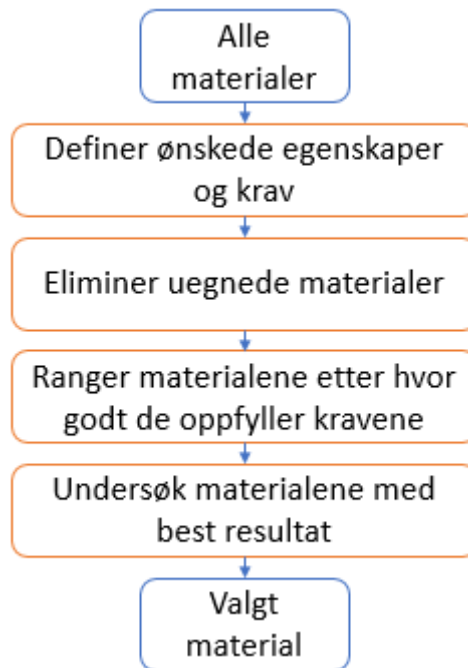 Alle
materialer
Definer ønskede egenskaper
og krav
Eliminer uegnede materialer
Ranger materialene etter hvor
godt de oppfyller kravene
Undersøk materialene med
best resultat
Valgt
material